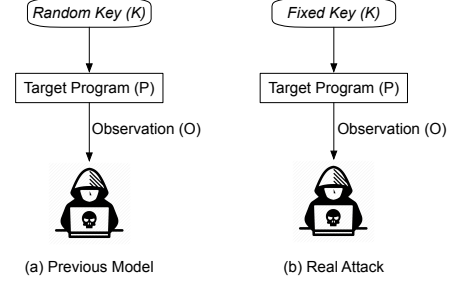 Random Key (K)
Target Program (P)
Observation (O)
(a) Previous Model
Fixed Key (K)
Target Program (P)
Observation (O)
(b) Real Attack